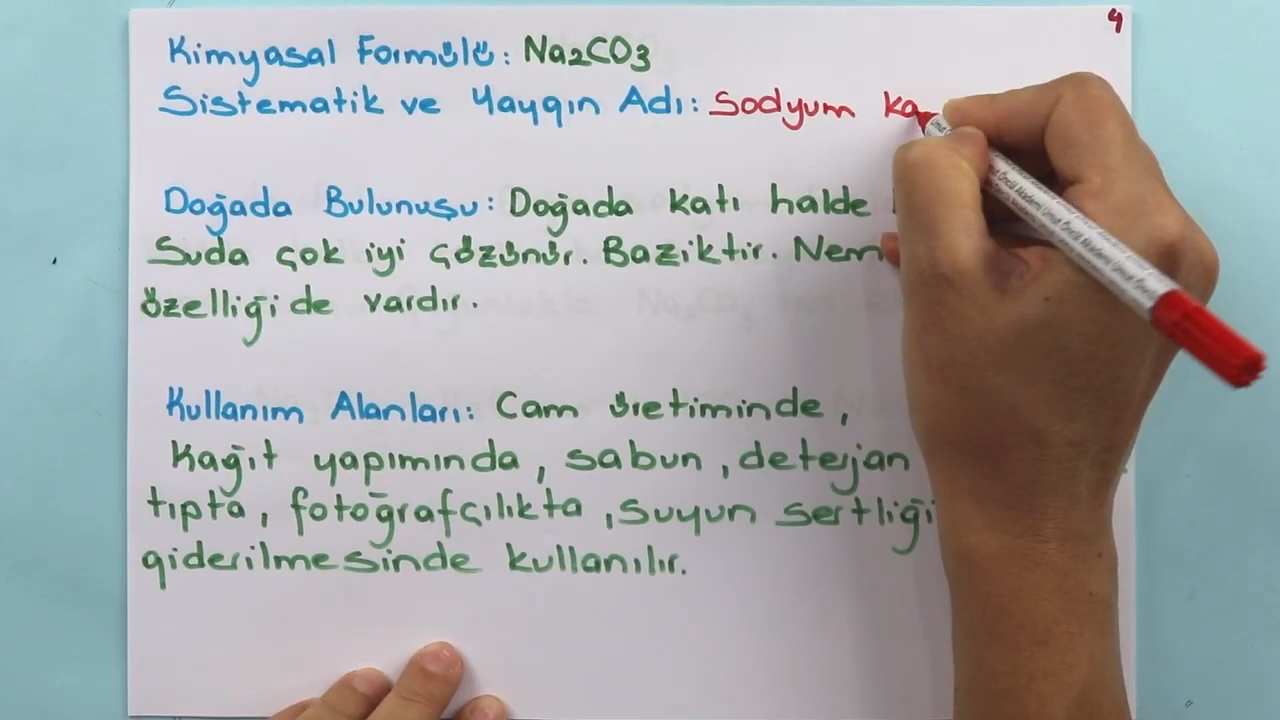 4
Kimyasal Formülü: Na₂CO₃
Sistematik ve Yaygın Adı: Sodyum ka
Doğada Bulunuşu: Doğada katı halde
Suda çok iyi çözünür. Baziktir. Nem
özelliği de vardır.
Kullanım Alanları: Cam üretiminde,
Kağıt yapımında, sabun, deterjan
tıpta, fotoğrafçılıkta, suyun sertliği
giderilmesinde kullanılır.